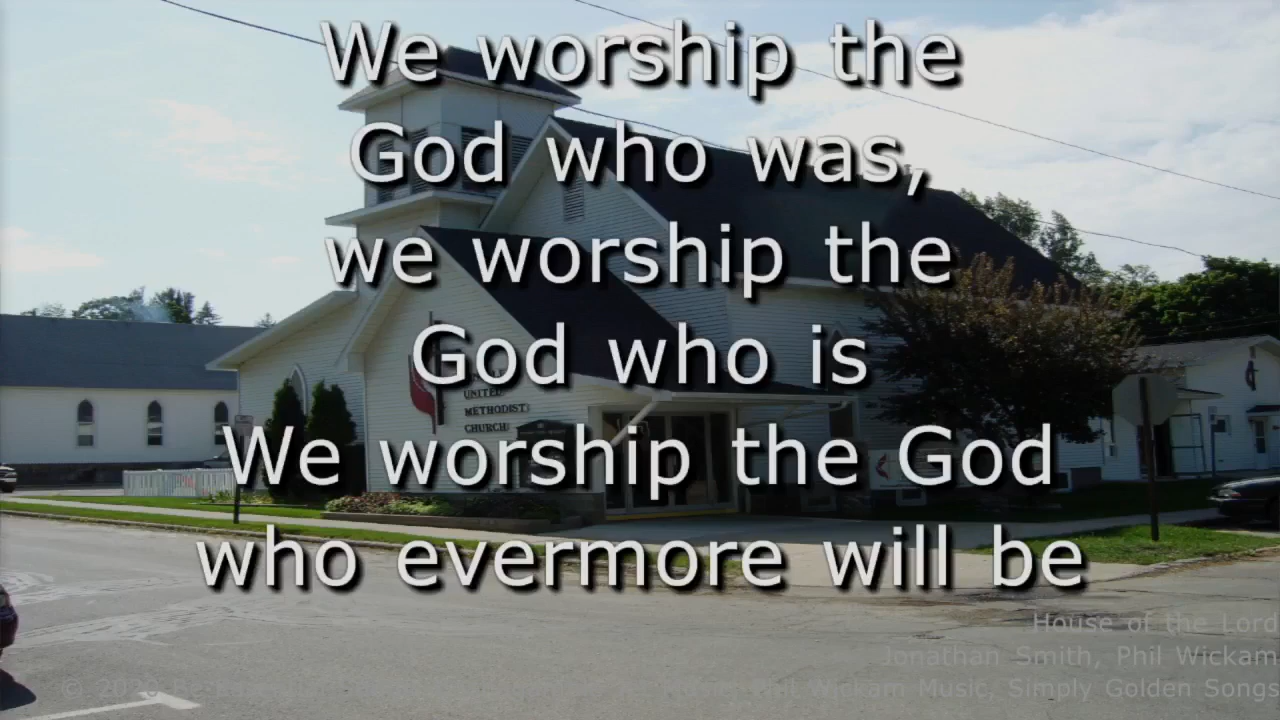 We worship the
God who was,
we worship the
God who is
We worship the God
who evermore will be
UNITED
METHODIST
CHURCH
House of the Lord
Jonathan Smith, Phil Wickam
Phil Wickam Music, Simply Golden Songs